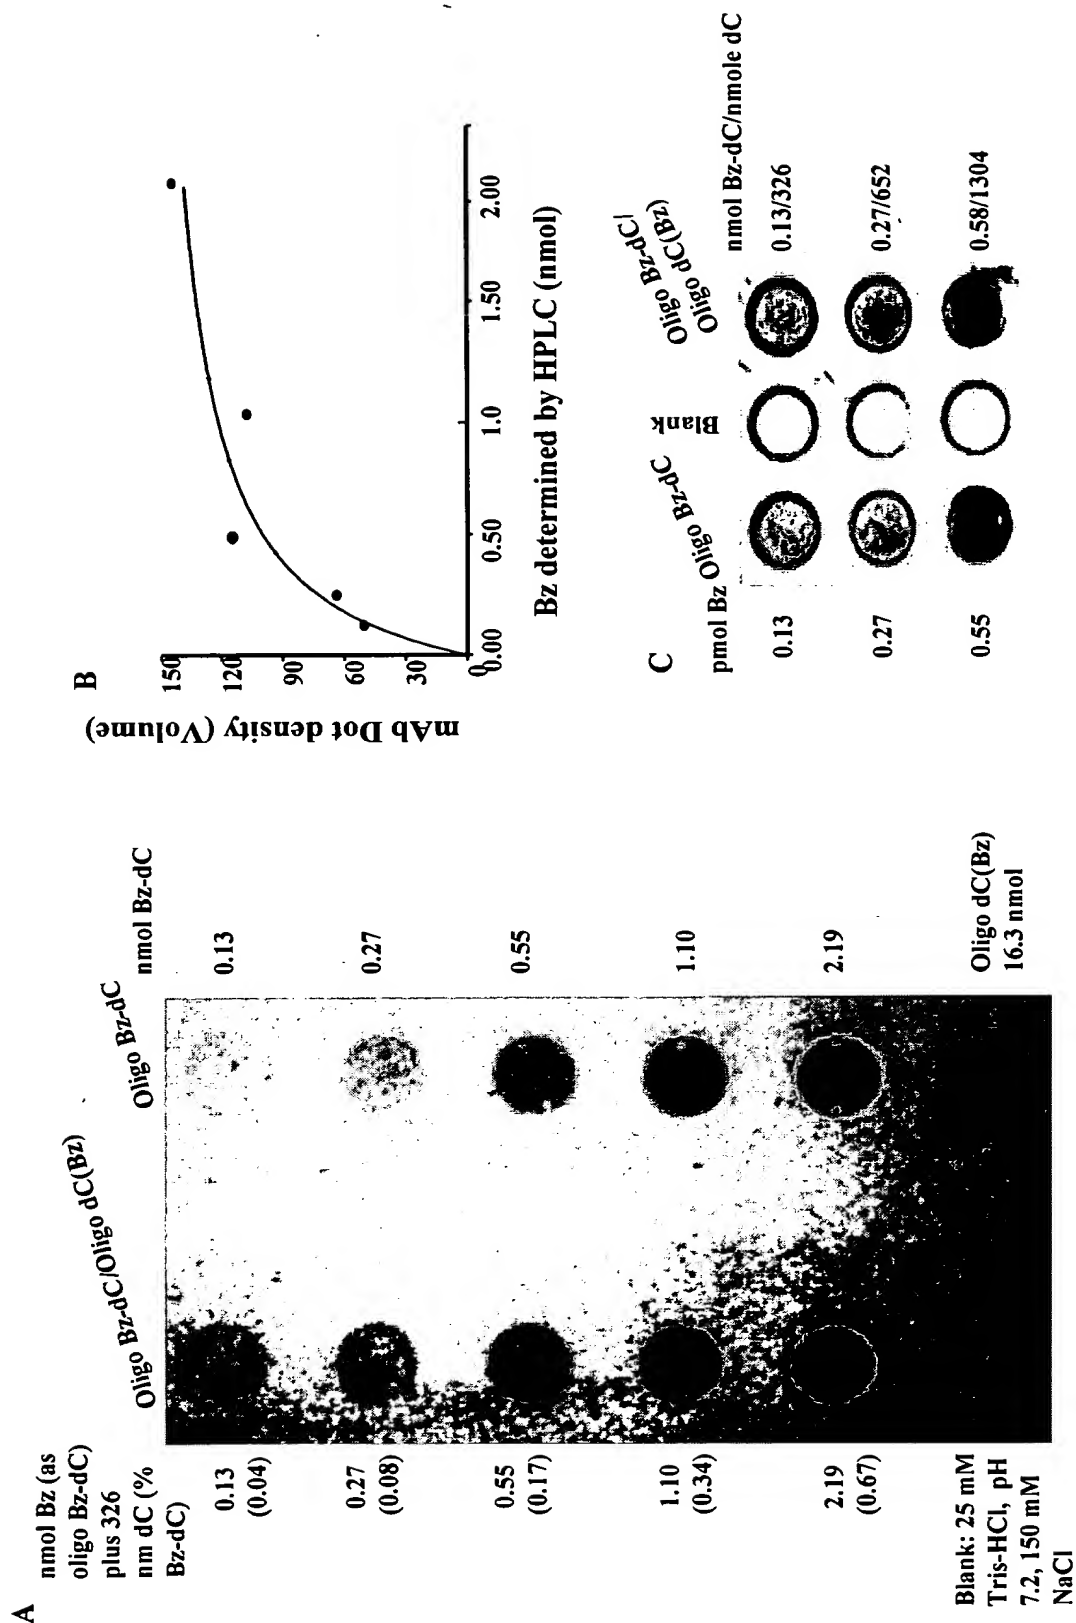 A
nmol Bz (as
oligo Bz-dC)
plus 326
nm dC (%
Bz-dC)
Oligo Bz-dC/Oligo dC(Bz)
Oligo Bz-dC
nmol Bz-dC
0.13
(0.04)
0.13
0.27
(0.08)
0.27
0.55
(0.17)
0.55
1.10
(0.34)
1.10
2.19
(0.67)
2.19
Blank: 25 mM
Tris-HCl, pH
7.2, 150 mM
NaCl
Oligo dC(Bz)
16.3 nmol
B
mAb Dot density (Volume)
150
120
90
60
30
0
0.00
0.50
1.0
1.50
2.00
Bz determined by HPLC (nmol)
C
pmol Bz
Oligo Bz-dC
Blank
Oligo Bz-dC/
Oligo dC(Bz)
nmol Bz-dC/nmole dC
0.13
0.13/326
0.27
0.27/652
0.55
0.58/1304